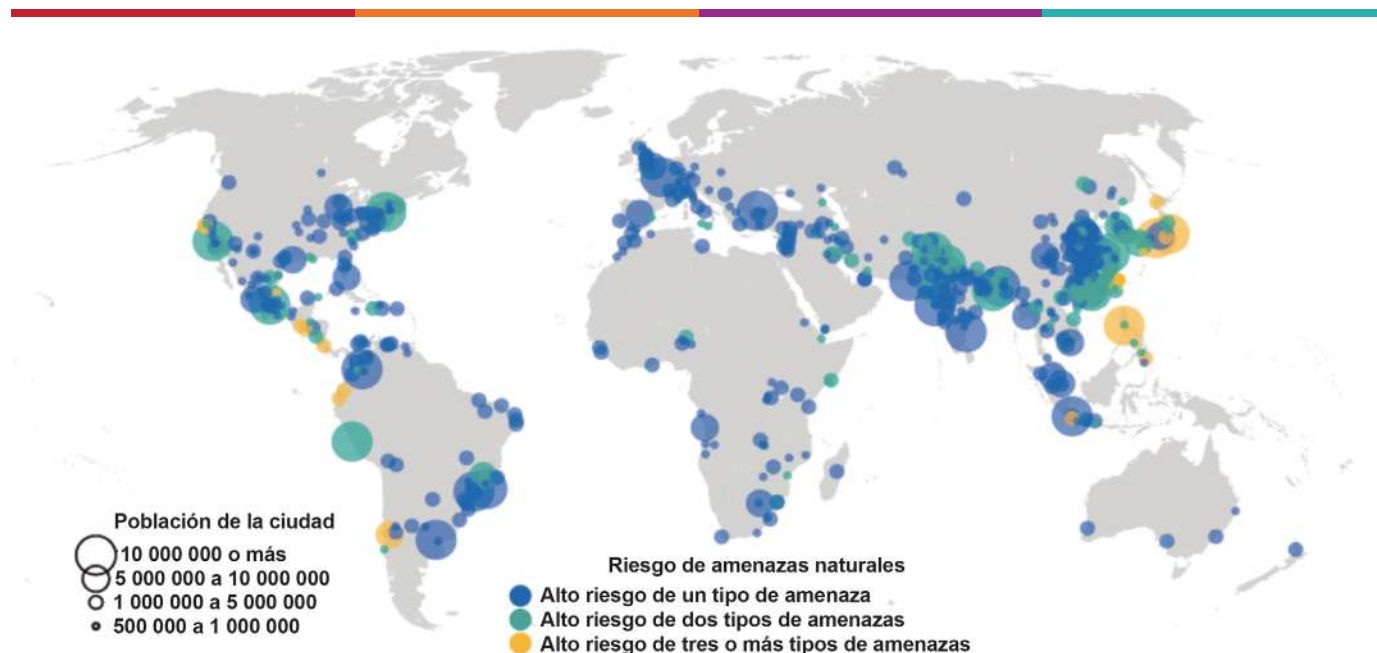 Población de la ciudad
10 000 000 o más
5 000 000 a 10 000 000
1 000 000 a 5 000 000
500 000 a 1 000 000
Riesgo de amenazas naturales
Alto riesgo de un tipo de amenaza
Alto riesgo de dos tipos de amenazas
Alto riesgo de tres o más tipos de amenazas